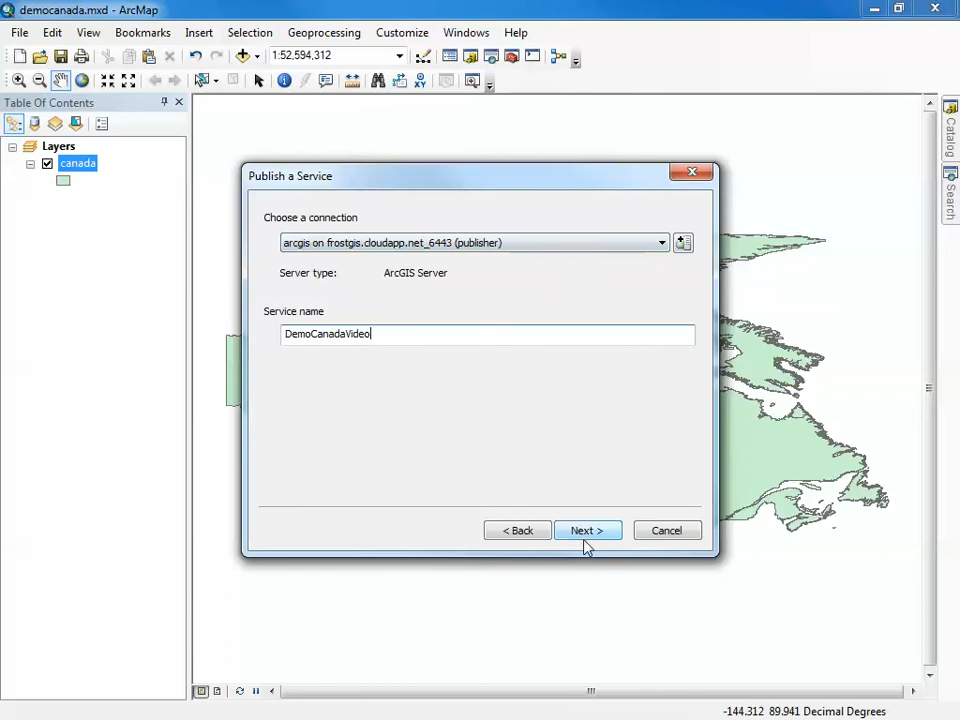 democanada.mxd - ArcMap
File Edit View Bookmarks Insert Selection Geoprocessing Customize Windows Help
1:52,594,312
Table Of Contents
Layers
canada
Publish a Service
Choose a connection
arcgis on frostgis.cloudapp.net_6443 (publisher)
Server type: ArcGIS Server
Service name
DemoCanadaVideo
< Back Next > Cancel
Catalog
Search
-144.312 89.941 Decimal Degrees